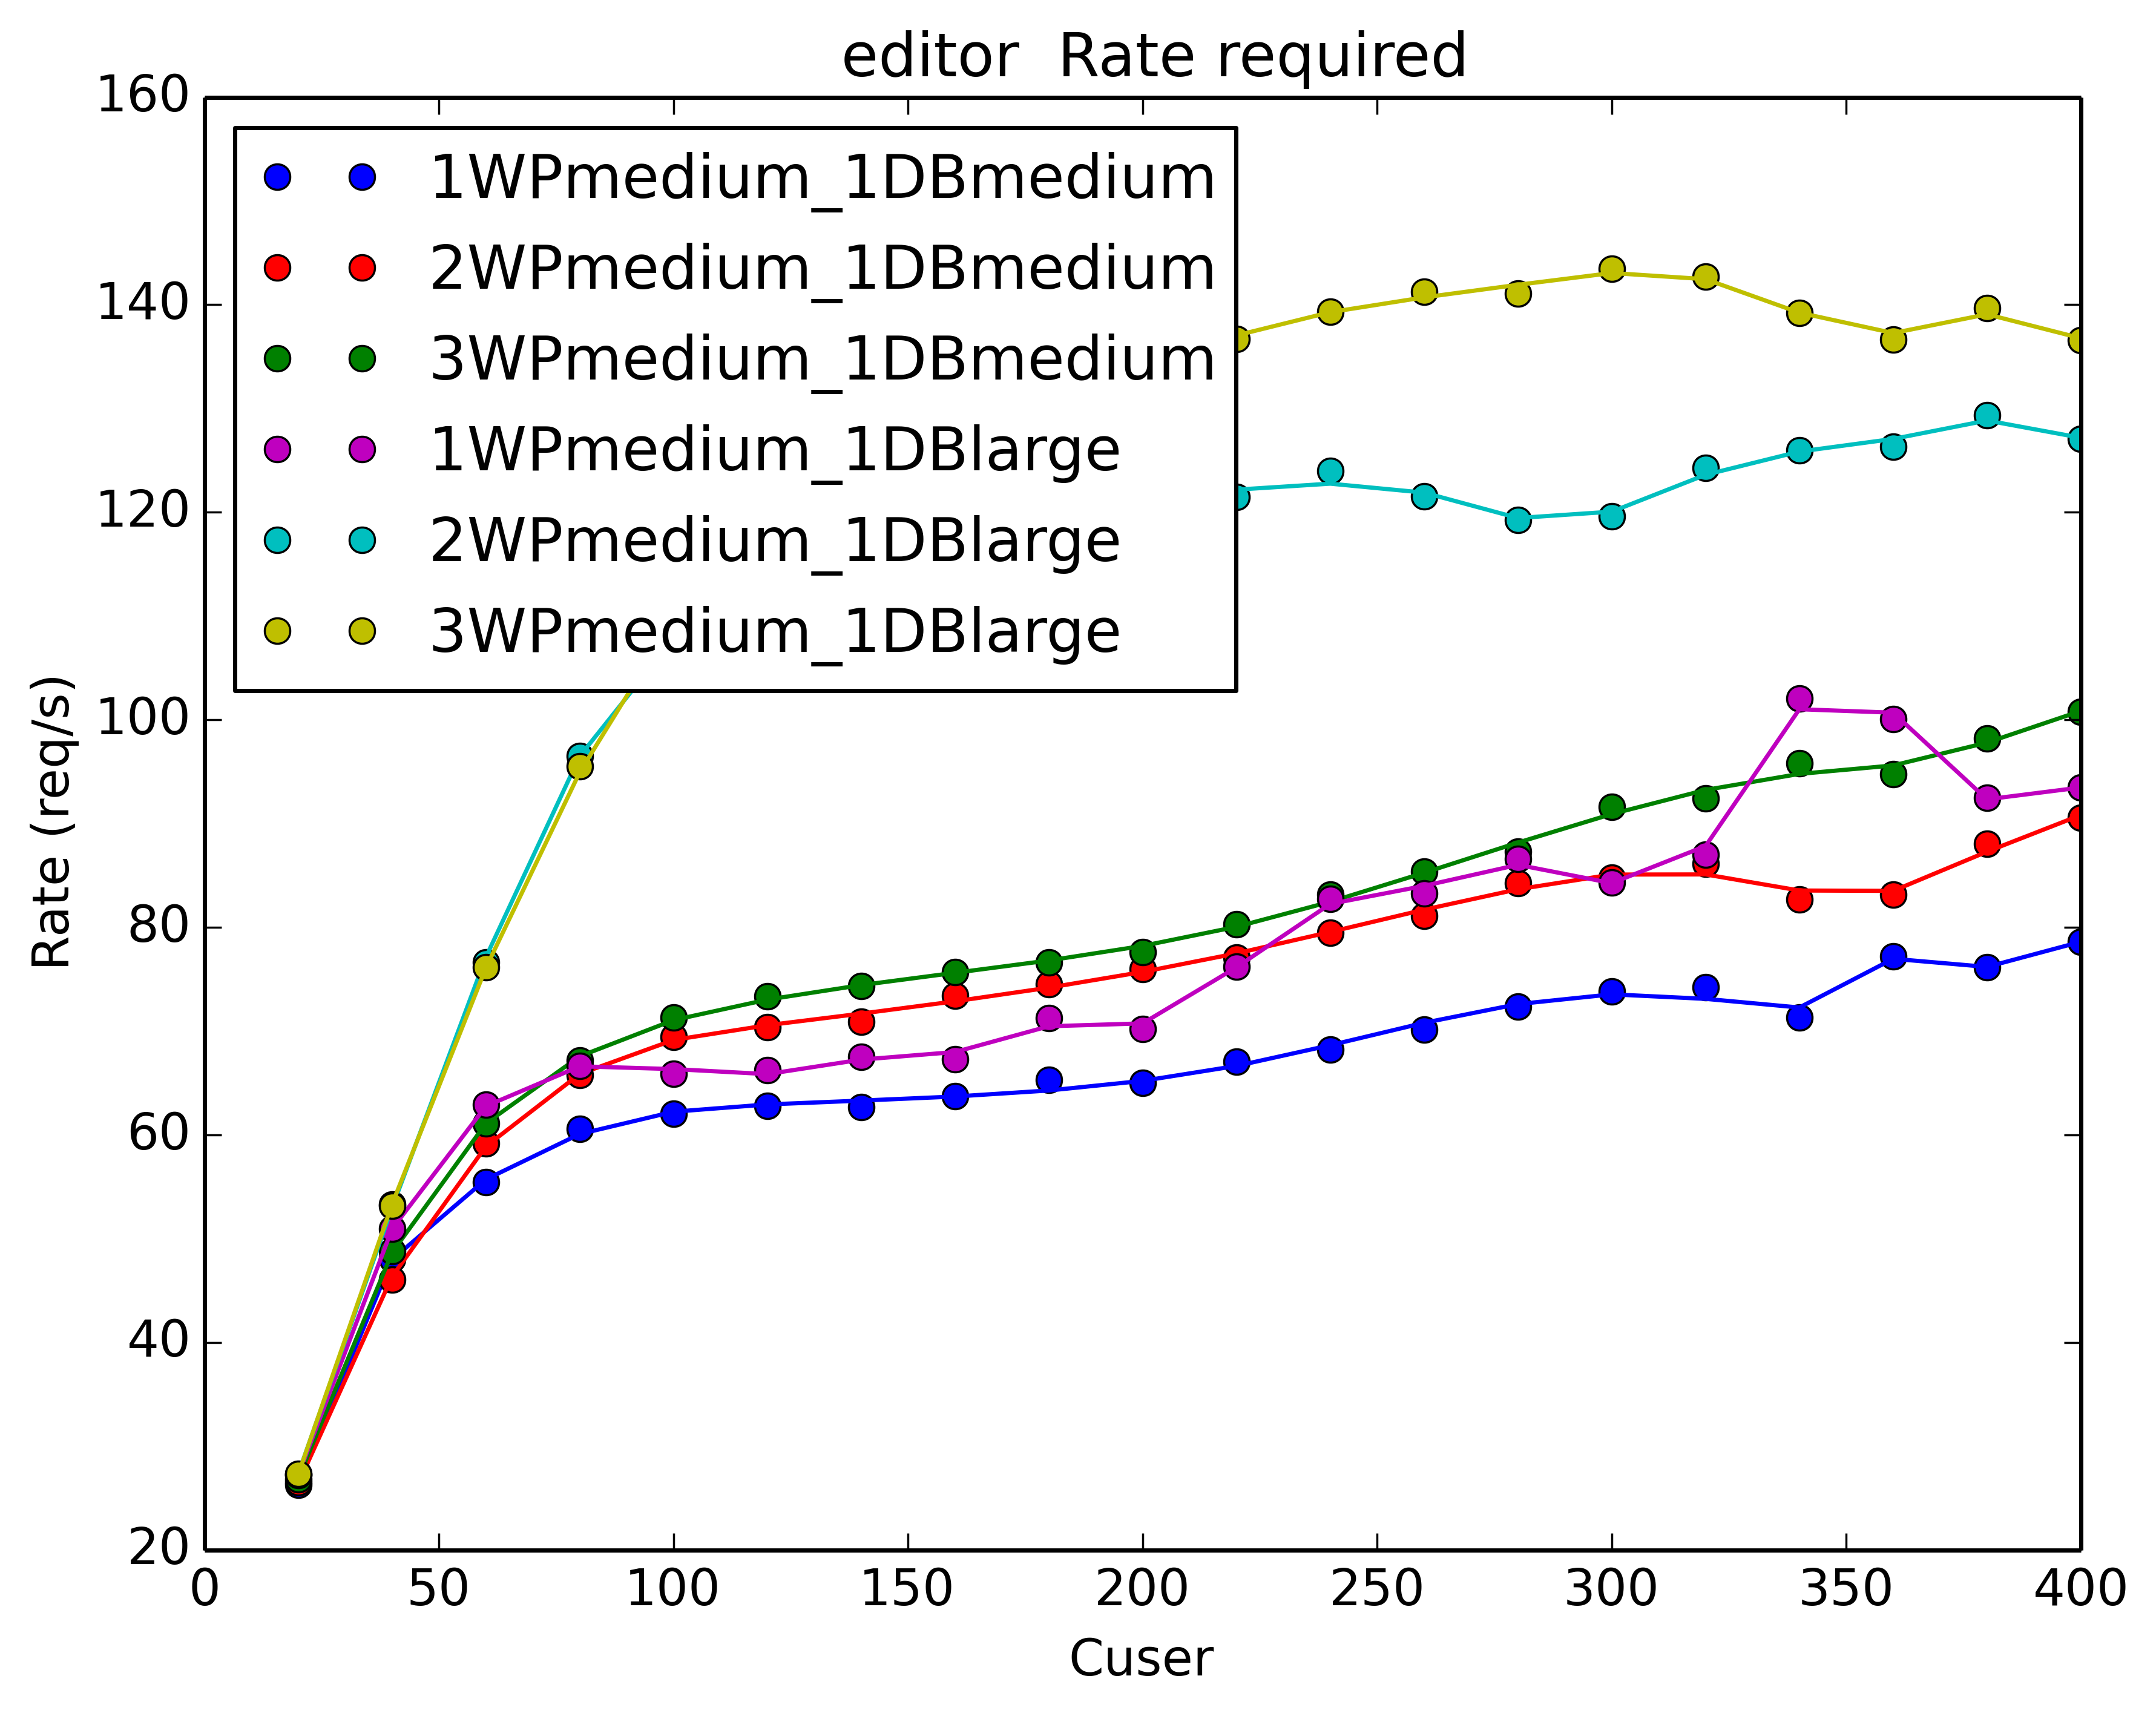 editor  Rate required
160
140
120
100
80
60
40
20
Rate (req/s)
1WPmedium_1DBmedium
2WPmedium_1DBmedium
3WPmedium_1DBmedium
1WPmedium_1DBlarge
2WPmedium_1DBlarge
3WPmedium_1DBlarge
0 50 100 150 200 250 300 350 400
Cuser